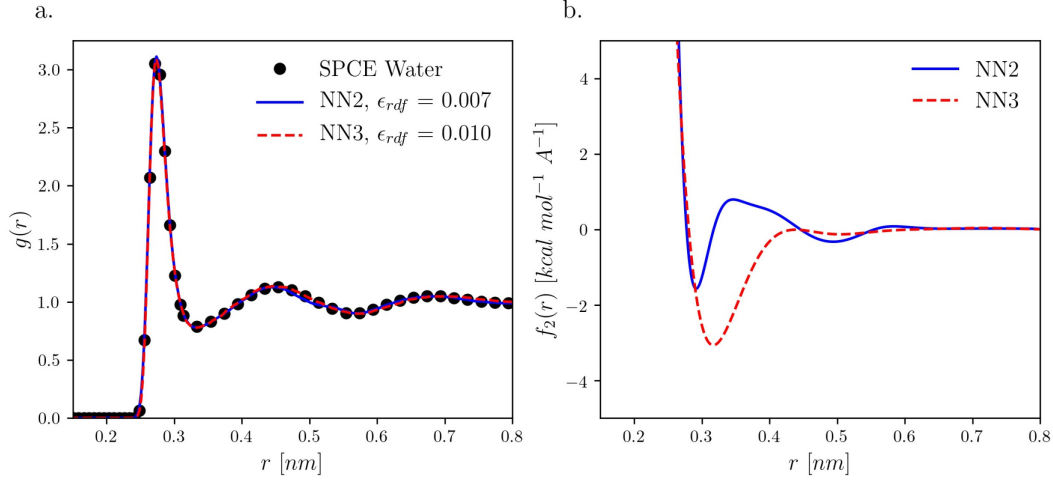 a.
3.0
2.5
2.0
1.5
1.0
0.5
0.0
g(r)
SPCE Water
NN2, ϵ_rdf = 0.007
NN3, ϵ_rdf = 0.010
0.2 0.3 0.4 0.5 0.6 0.7 0.8
r [nm]
b.
4
2
0
−2
−4
f₂(r) [kcal mol⁻¹ A⁻¹]
NN2
NN3
0.2 0.3 0.4 0.5 0.6 0.7 0.8
r [nm]